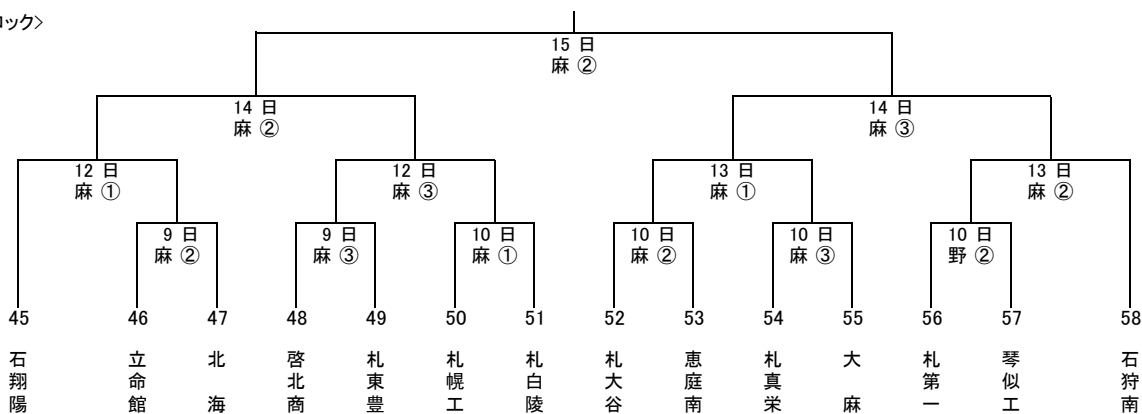 ロック>
15 日
麻 ②
14 日
麻 ②
14 日
麻 ③
12 日
麻 ①
12 日
麻 ③
13 日
麻 ①
13 日
麻 ②
9 日
麻 ②
9 日
麻 ③
10 日
麻 ①
10 日
麻 ②
10 日
麻 ③
10 日
野 ②
45 46 47 48 49 50 51 52 53 54 55 56 57 58
石翔陽
立命館
北海
啓北商
札東豊
札幌工
札白陵
札大谷
恵庭南
札真栄
大麻
札第一
琴似工
石狩南